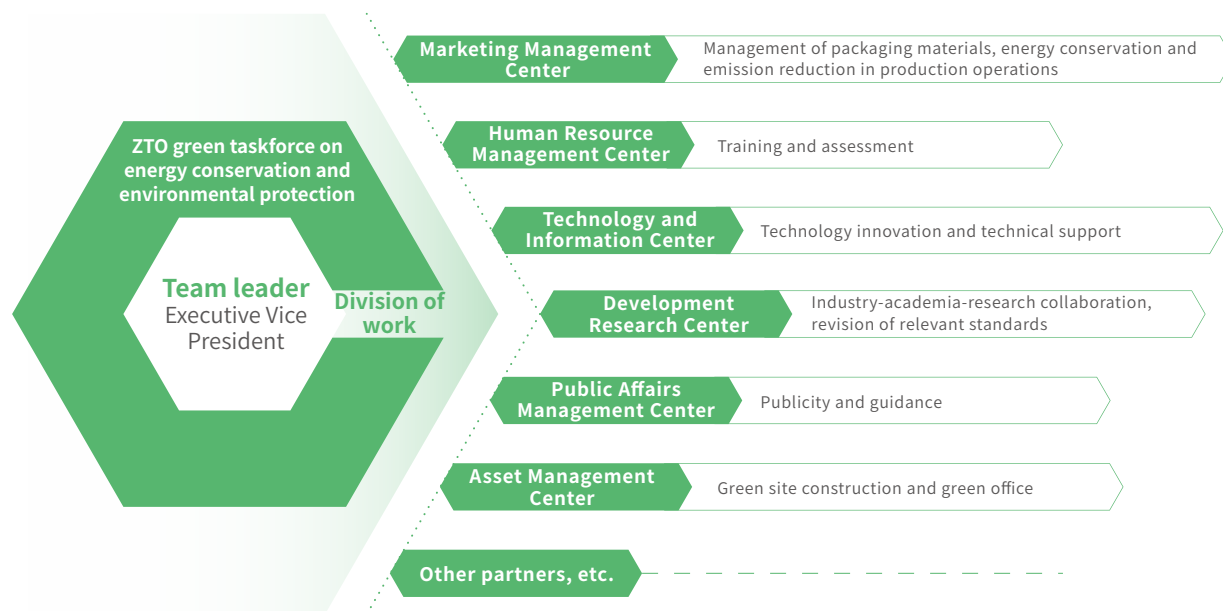 ZTO green taskforce on
energy conservation and
environmental protection
Team leader
Executive Vice
President
Division of
work
Marketing Management
Center
Management of packaging materials, energy conservation and
emission reduction in production operations
Human Resource
Management Center
Training and assessment
Technology and
Information Center
Technology innovation and technical support
Development
Research Center
Industry-academia-research collaboration,
revision of relevant standards
Public Affairs
Management Center
Publicity and guidance
Asset Management
Center
Green site construction and green office
Other partners, etc.